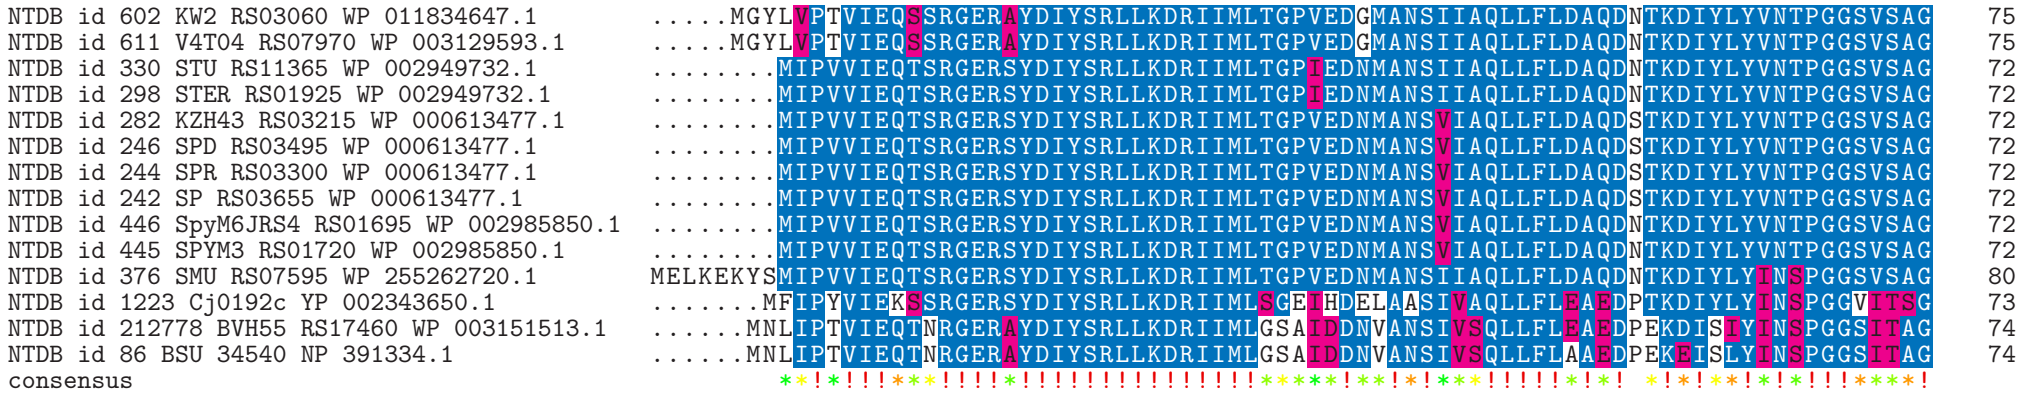 NTDB id 602 KW2 RS03060 WP 011834647.1 .....MGYLVPTVIEQSSRGERAYDIYSRLLKDRIIMLTGPVEDGMANSIIAQLLFLDAQDNTKDIYLYVNTPGGSVSAG 75
NTDB id 611 V4T04 RS07970 WP 003129593.1 .....MGYLVPTVIEQSSRGERAYDIYSRLLKDRIIMLTGPVEDGMANSIIAQLLFLDAQDNTKDIYLYVNTPGGSVSAG 75
NTDB id 330 STU RS11365 WP 002949732.1 ........MIPVVIEQTSRGERSYDIYSRLLKDRIIMLTGPIEDNMANSIIAQLLFLDAQDNTKDIYLYVNTPGGSVSAG 72
NTDB id 298 STER RS01925 WP 002949732.1 ........MIPVVIEQTSRGERSYDIYSRLLKDRIIMLTGPIEDNMANSIIAQLLFLDAQDNTKDIYLYVNTPGGSVSAG 72
NTDB id 282 KZH43 RS03215 WP 000613477.1 ........MIPVVIEQTSRGERSYDIYSRLLKDRIIMLTGPVEDNMANSVIAQLLFLDAQDSTKDIYLYVNTPGGSVSAG 72
NTDB id 246 SPD RS03495 WP 000613477.1 ........MIPVVIEQTSRGERSYDIYSRLLKDRIIMLTGPVEDNMANSVIAQLLFLDAQDSTKDIYLYVNTPGGSVSAG 72
NTDB id 244 SPR RS03300 WP 000613477.1 ........MIPVVIEQTSRGERSYDIYSRLLKDRIIMLTGPVEDNMANSVIAQLLFLDAQDSTKDIYLYVNTPGGSVSAG 72
NTDB id 242 SP RS03655 WP 000613477.1 ........MIPVVIEQTSRGERSYDIYSRLLKDRIIMLTGPVEDNMANSVIAQLLFLDAQDSTKDIYLYVNTPGGSVSAG 72
NTDB id 446 SpyM6JRS4 RS01695 WP 002985850.1 ........MIPVVIEQTSRGERSYDIYSRLLKDRIIMLTGPVEDNMANSVIAQLLFLDAQDNTKDIYLYVNTPGGSVSAG 72
NTDB id 445 SPYM3 RS01720 WP 002985850.1 ........MIPVVIEQTSRGERSYDIYSRLLKDRIIMLTGPVEDNMANSVIAQLLFLDAQDNTKDIYLYVNTPGGSVSAG 72
NTDB id 376 SMU RS07595 WP 255262720.1 MELKEKYSMIPVVIEQTSRGERSYDIYSRLLKDRIIMLTGPVEDNMANSIIAQLLFLDAQDNTKDIYLYINSPGGSVSAG 80
NTDB id 1223 Cj0192c YP 002343650.1 .......MFIPYVIEKSSRGERSYDIYSRLLKDRIIMLSGEIHDELAASIVAQLLFLEAEDPTKDIYLYINSPGGVITSG 73
NTDB id 212778 BVH55 RS17460 WP 003151513.1 ......MNLIPTVIEQTNRGERAYDIYSRLLKDRIIMLGSAIDDNVANSIVSQLLFLEAEDPEKDISIYINSPGGSITAG 74
NTDB id 86 BSU 34540 NP 391334.1 ......MNLIPTVIEQTNRGERAYDIYSRLLKDRIIMLGSAIDDNVANSIVSQLLFLAAEDPEKEISLYINSPGGSITAG 74
consensus **!*!!!***!!!!*!!!!!!!!!!!!!!!*****!**!*!***!!!!!*!*! *!*!**!*!*!!!****!